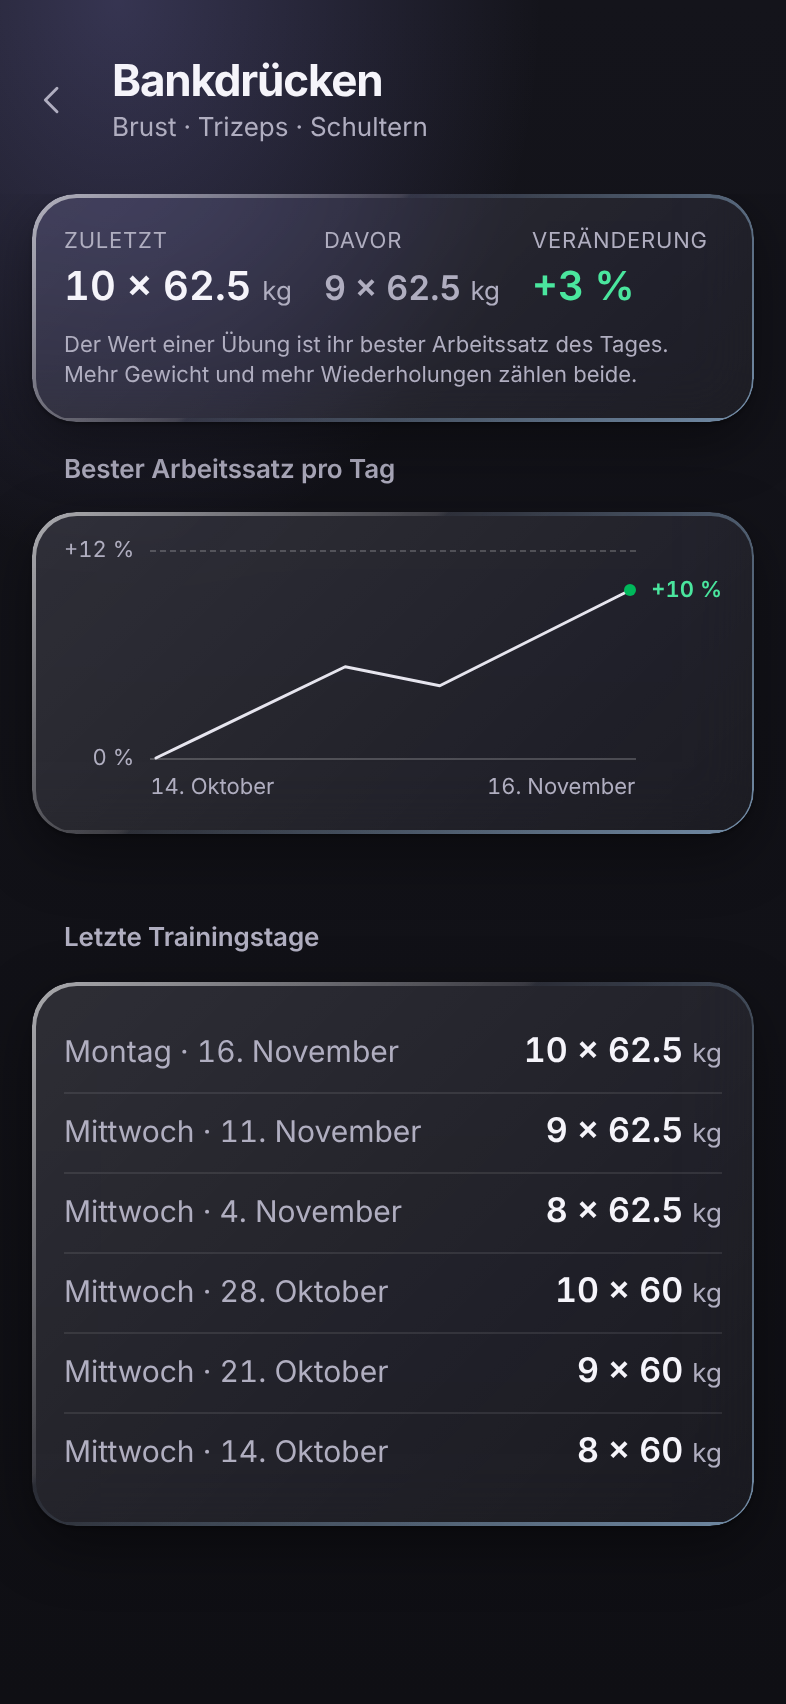 Bankdrücken
Brust · Trizeps · Schultern
ZULETZT DAVOR VERÄNDERUNG
10 × 62.5 kg 9 × 62.5 kg +3 %
Der Wert einer Übung ist ihr bester Arbeitssatz des Tages.
Mehr Gewicht und mehr Wiederholungen zählen beide.
Bester Arbeitssatz pro Tag
+12 %
+10 %
0 %
14. Oktober 16. November
Letzte Trainingstage
Montag · 16. November 10 × 62.5 kg
Mittwoch · 11. November 9 × 62.5 kg
Mittwoch · 4. November 8 × 62.5 kg
Mittwoch · 28. Oktober 10 × 60 kg
Mittwoch · 21. Oktober 9 × 60 kg
Mittwoch · 14. Oktober 8 × 60 kg